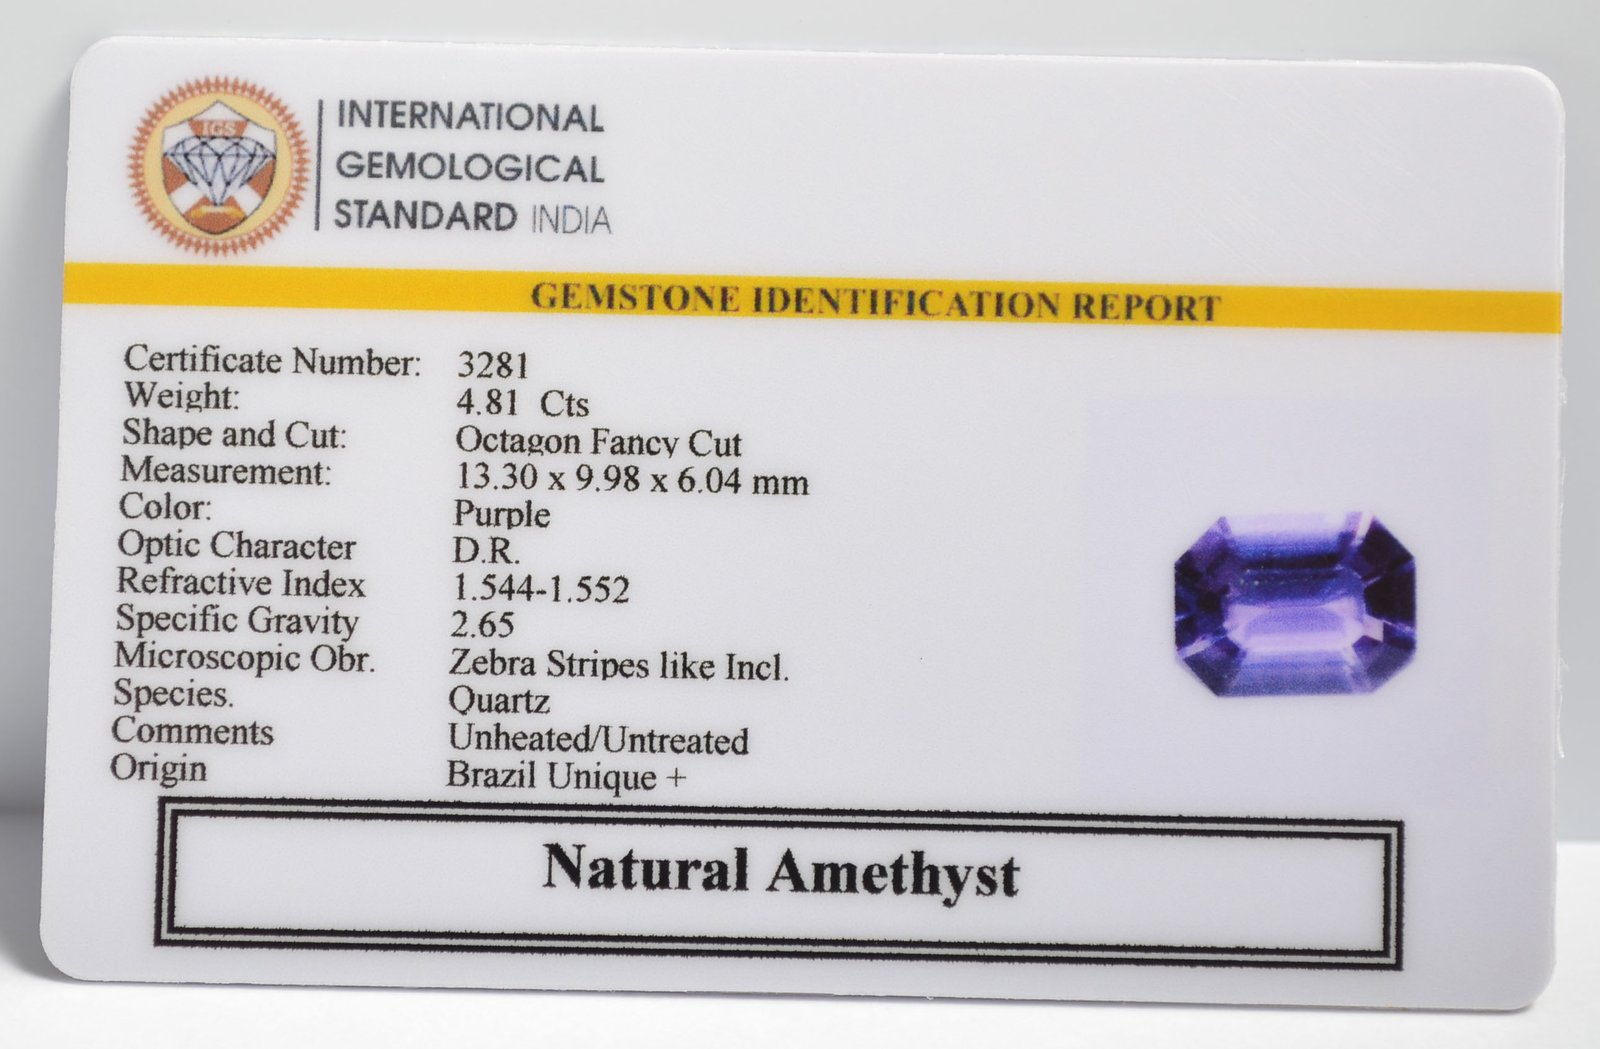 IGS
INTERNATIONAL
GEMOLOGICAL
STANDARD INDIA
GEMSTONE IDENTIFICATION REPORT
Certificate Number: 3281
Weight: 4.81 Cts
Shape and Cut: Octagon Fancy Cut
Measurement: 13.30 x 9.98 x 6.04 mm
Color: Purple
Optic Character D.R.
Refractive Index 1.544-1.552
Specific Gravity 2.65
Microscopic Obr. Zebra Stripes like Incl.
Species. Quartz
Comments Unheated/Untreated
Origin Brazil Unique +
Natural Amethyst